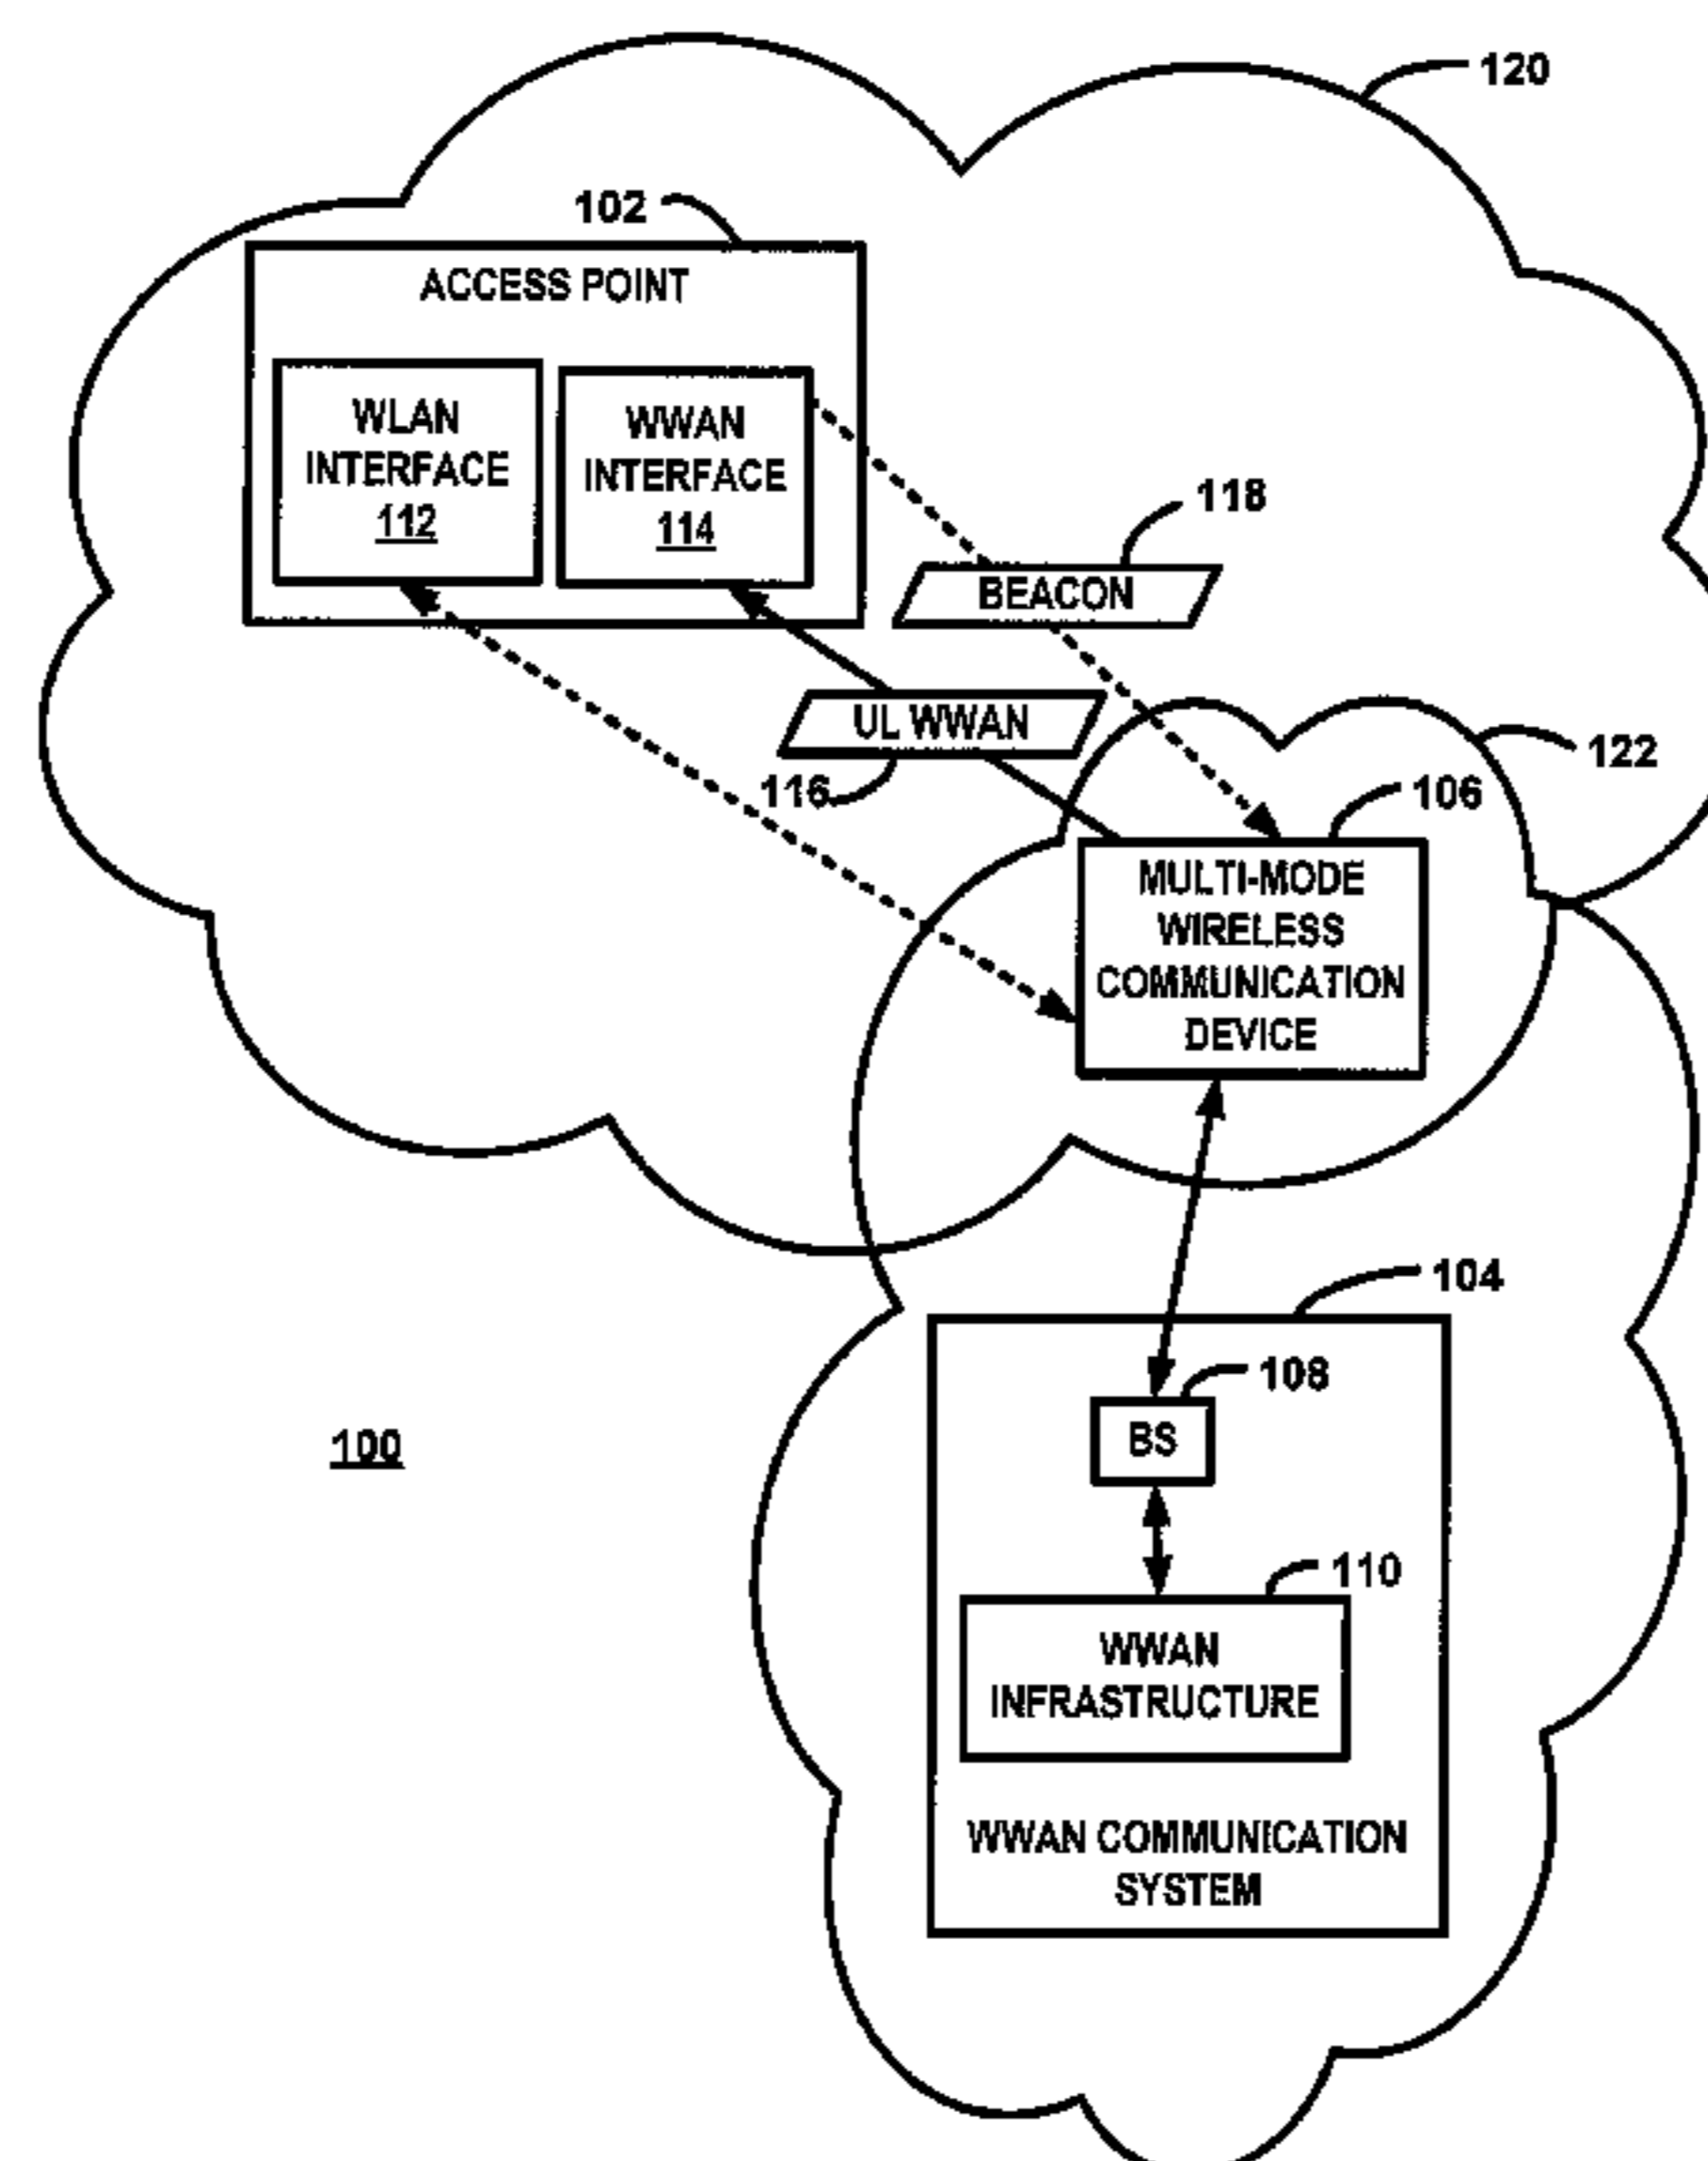 120
102
ACCESS POINT
WLAN
INTERFACE
112
WWAN
INTERFACE
114
118
BEACON
UL WWAN
116
122
106
MULTI-MODE
WIRELESS
COMMUNICATION
DEVICE
104
108
BS
100
110
WWAN
INFRASTRUCTURE
WWAN COMMUNICATION
SYSTEM